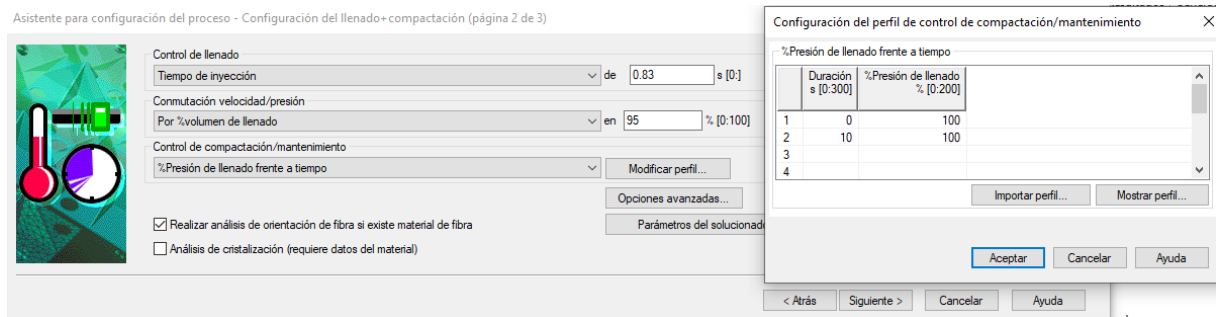 Asistente para configuración del proceso - Configuración del llenado+compactación (página 2 de 3)
Control de llenado
Tiempo de inyección de 0.83 s [0:]
Conmutación velocidad/presión
Por %volumen de llenado en 95 % [0:100]
Control de compactación/mantenimiento
%Presión de llenado frente a tiempo Modificar perfil...
Opciones avanzadas...
Realizar análisis de orientación de fibra si existe material de fibra Parámetros del solucionado
Análisis de cristalización (requiere datos del material)
< Atrás Siguiente > Cancelar Ayuda
Configuración del perfil de control de compactación/mantenimiento
%Presión de llenado frente a tiempo
Duración %Presión de llenado
s [0:300] % [0:200]
1 0 100
2 10 100
3
4
Importar perfil... Mostrar perfil...
Aceptar Cancelar Ayuda